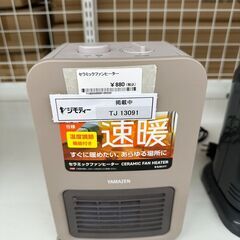 セラミックファンヒーター
￥880
ジモティー
掲載中
TJ 13091
温度調節
機能付き
速暖
すぐに暖めたい、あらゆる場所に
セラミックファンヒーター CERAMIC FAN HEATER
YAMAZEN